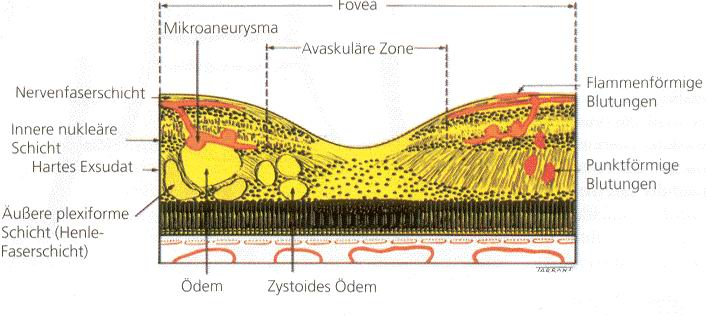 Fovea
Mikroaneurysma
Avaskuläre Zone
Nervenfaserschicht
Flammenförmige
Blutungen
Innere nukleäre
Schicht
Hartes Exsudat
Punktförmige
Blutungen
Äußere plexiforme
Schicht (Henle-
Faserschicht)
Ödem
Zystoides Ödem
TARRANT